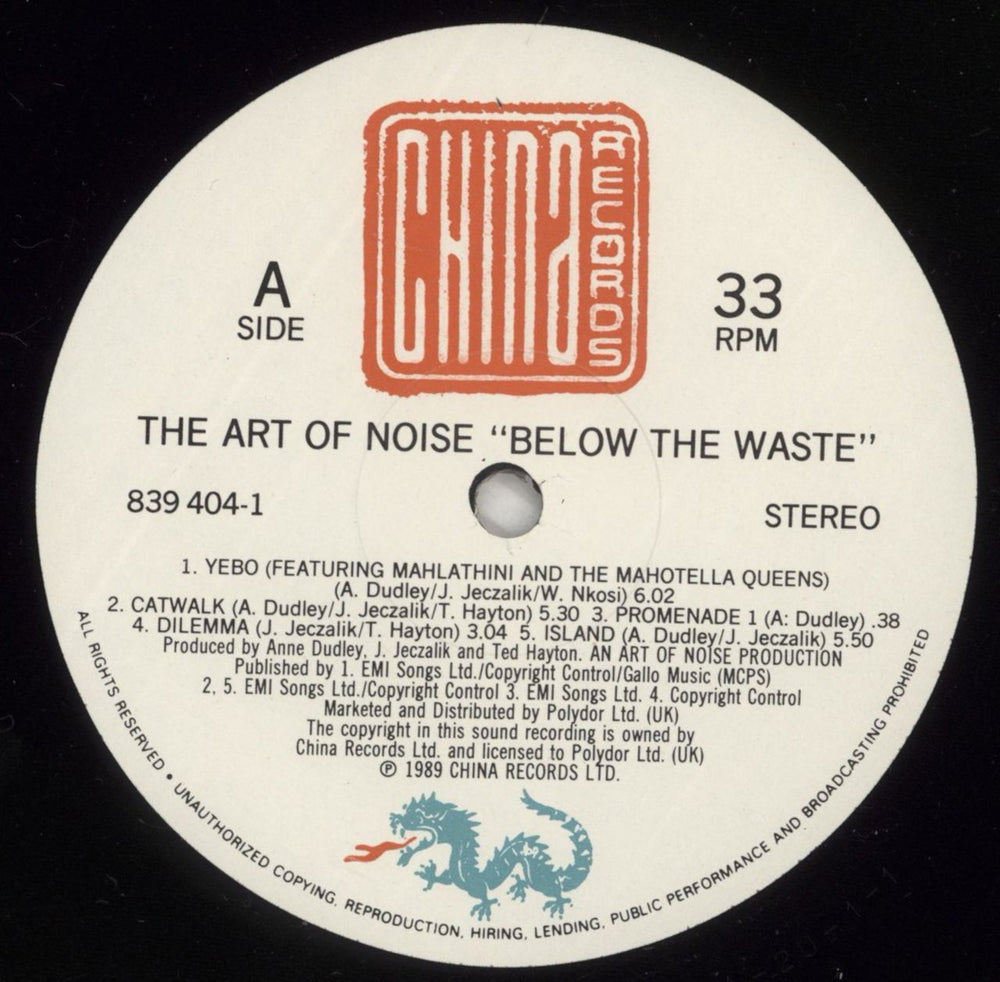 CHINA
RECORDS
A
SIDE
33
RPM
THE ART OF NOISE “BELOW THE WASTE”
839 404-1
STEREO
1. YEBO (FEATURING MAHLATHINI AND THE MAHOTELLA QUEENS)
(A. Dudley/J. Jeczalik/W. Nkosi) 6.02
2. CATWALK (A. Dudley/J. Jeczalik/T. Hayton) 5.30 3. PROMENADE 1 (A: Dudley) .38
4. DILEMMA (J. Jeczalik/T. Hayton) 3.04 5. ISLAND (A. Dudley/J. Jeczalik) 5.50
Produced by Anne Dudley, J. Jeczalik and Ted Hayton. AN ART OF NOISE PRODUCTION
Published by 1. EMI Songs Ltd./Copyright Control/Gallo Music (MCPS)
2, 5. EMI Songs Ltd./Copyright Control 3. EMI Songs Ltd. 4. Copyright Control
Marketed and Distributed by Polydor Ltd. (UK)
The copyright in this sound recording is owned by
China Records Ltd. and licensed to Polydor Ltd. (UK)
℗ 1989 CHINA RECORDS LTD.
ALL RIGHTS RESERVED • UNAUTHORIZED COPYING, REPRODUCTION, HIRING, LENDING, PUBLIC PERFORMANCE AND BROADCASTING PROHIBITED